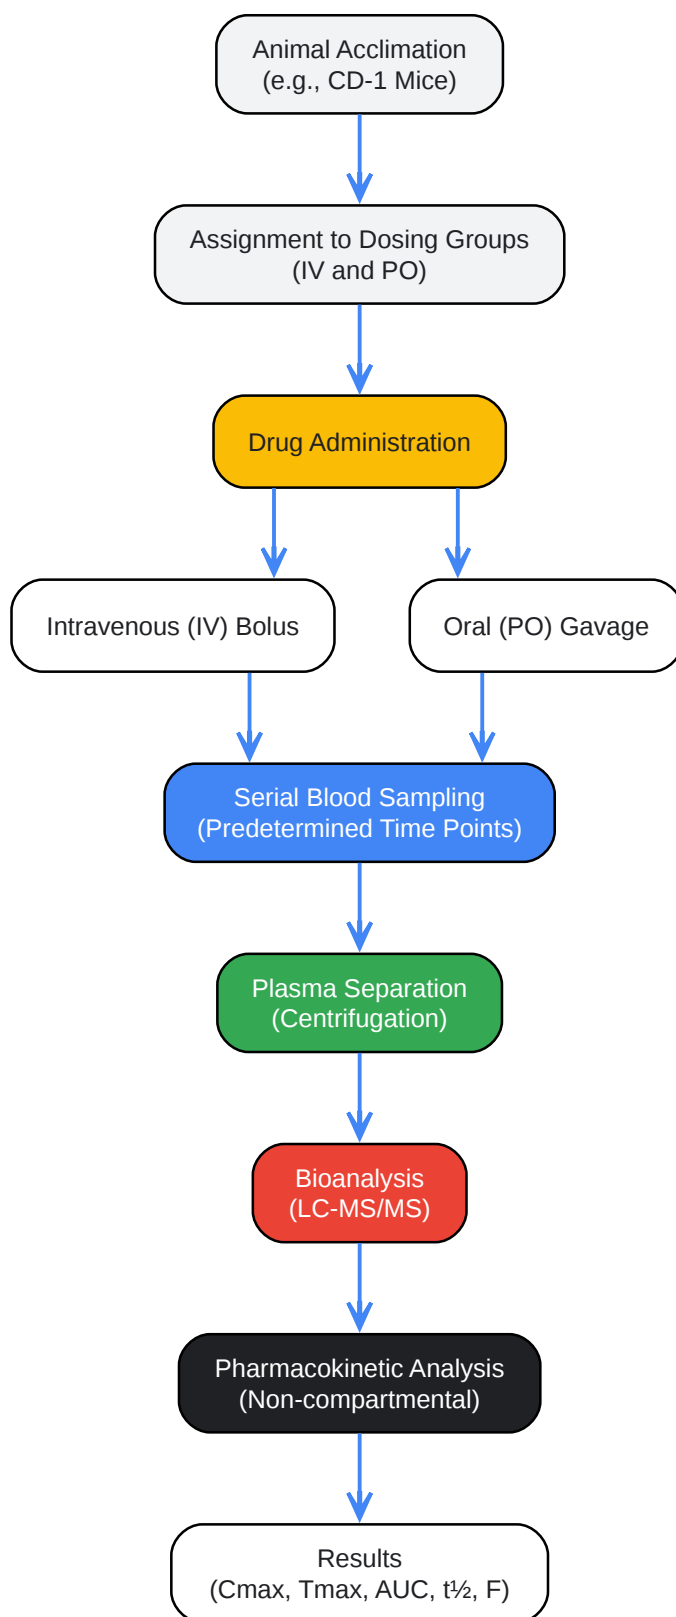 Animal Acclimation
(e.g., CD-1 Mice)
Assignment to Dosing Groups
(IV and PO)
Drug Administration
Intravenous (IV) Bolus
Oral (PO) Gavage
Serial Blood Sampling
(Predetermined Time Points)
Plasma Separation
(Centrifugation)
Bioanalysis
(LC-MS/MS)
Pharmacokinetic Analysis
(Non-compartmental)
Results
(Cmax, Tmax, AUC, t½, F)